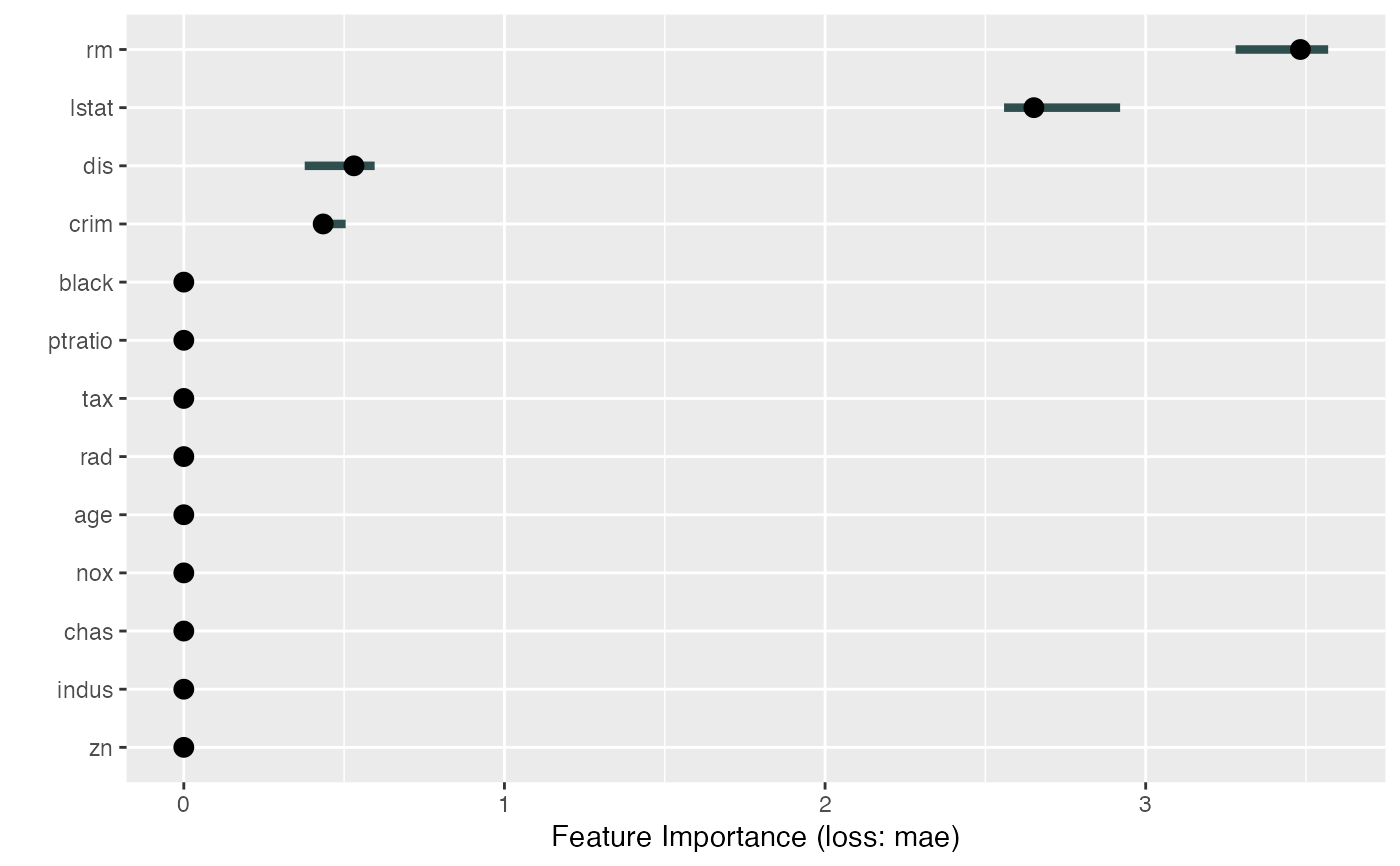 rm
lstat
dis
crim
black
ptratio
tax
rad
age
nox
chas
indus
zn
0 1 2 3
Feature Importance (loss: mae)